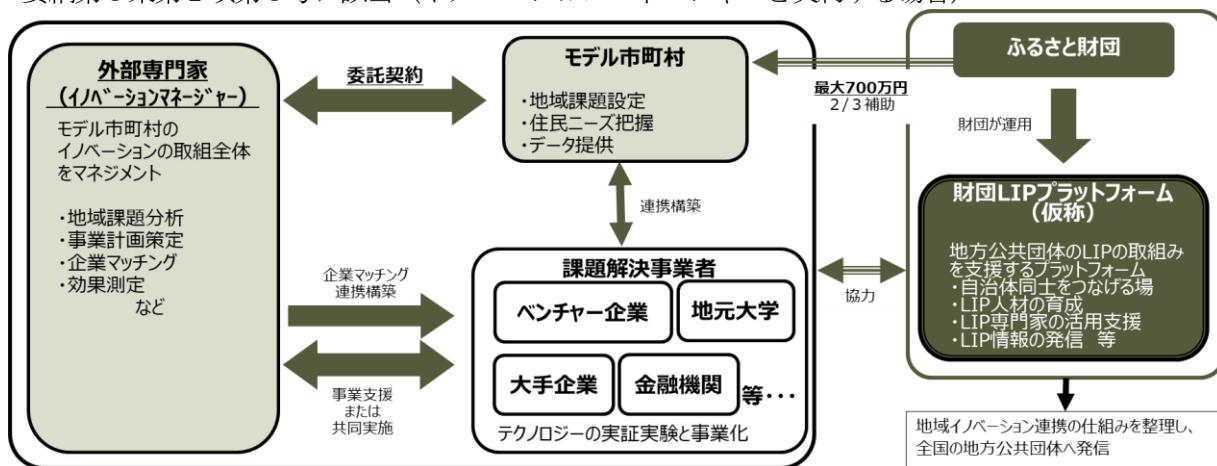 外部専門家
(イノベーションマネージャー)
モデル市町村の
イノベーションの取組全体
をマネジメント
・地域課題分析
・事業計画策定
・企業マッチング
・効果測定
など
委託契約
モデル市町村
・地域課題設定
・住民ニーズ把握
・データ提供
最大700万円
2/3補助
ふるさと財団
財団が運用
財団LIPプラットフォーム
(仮称)
地方公共団体のLIPの取組み
を支援するプラットフォーム
・自治体同士をつなげる場
・LIP人材の育成
・LIP専門家の活用支援
・LIP情報の発信 等
連携構築
企業マッチング
連携構築
事業支援
または
共同実施
課題解決事業者
ベンチャー企業
地元大学
大手企業
金融機関
等・・・
テクノロジーの実証実験と事業化
協力
地域イノベーション連携の仕組みを整理し、
全国の地方公共団体へ発信